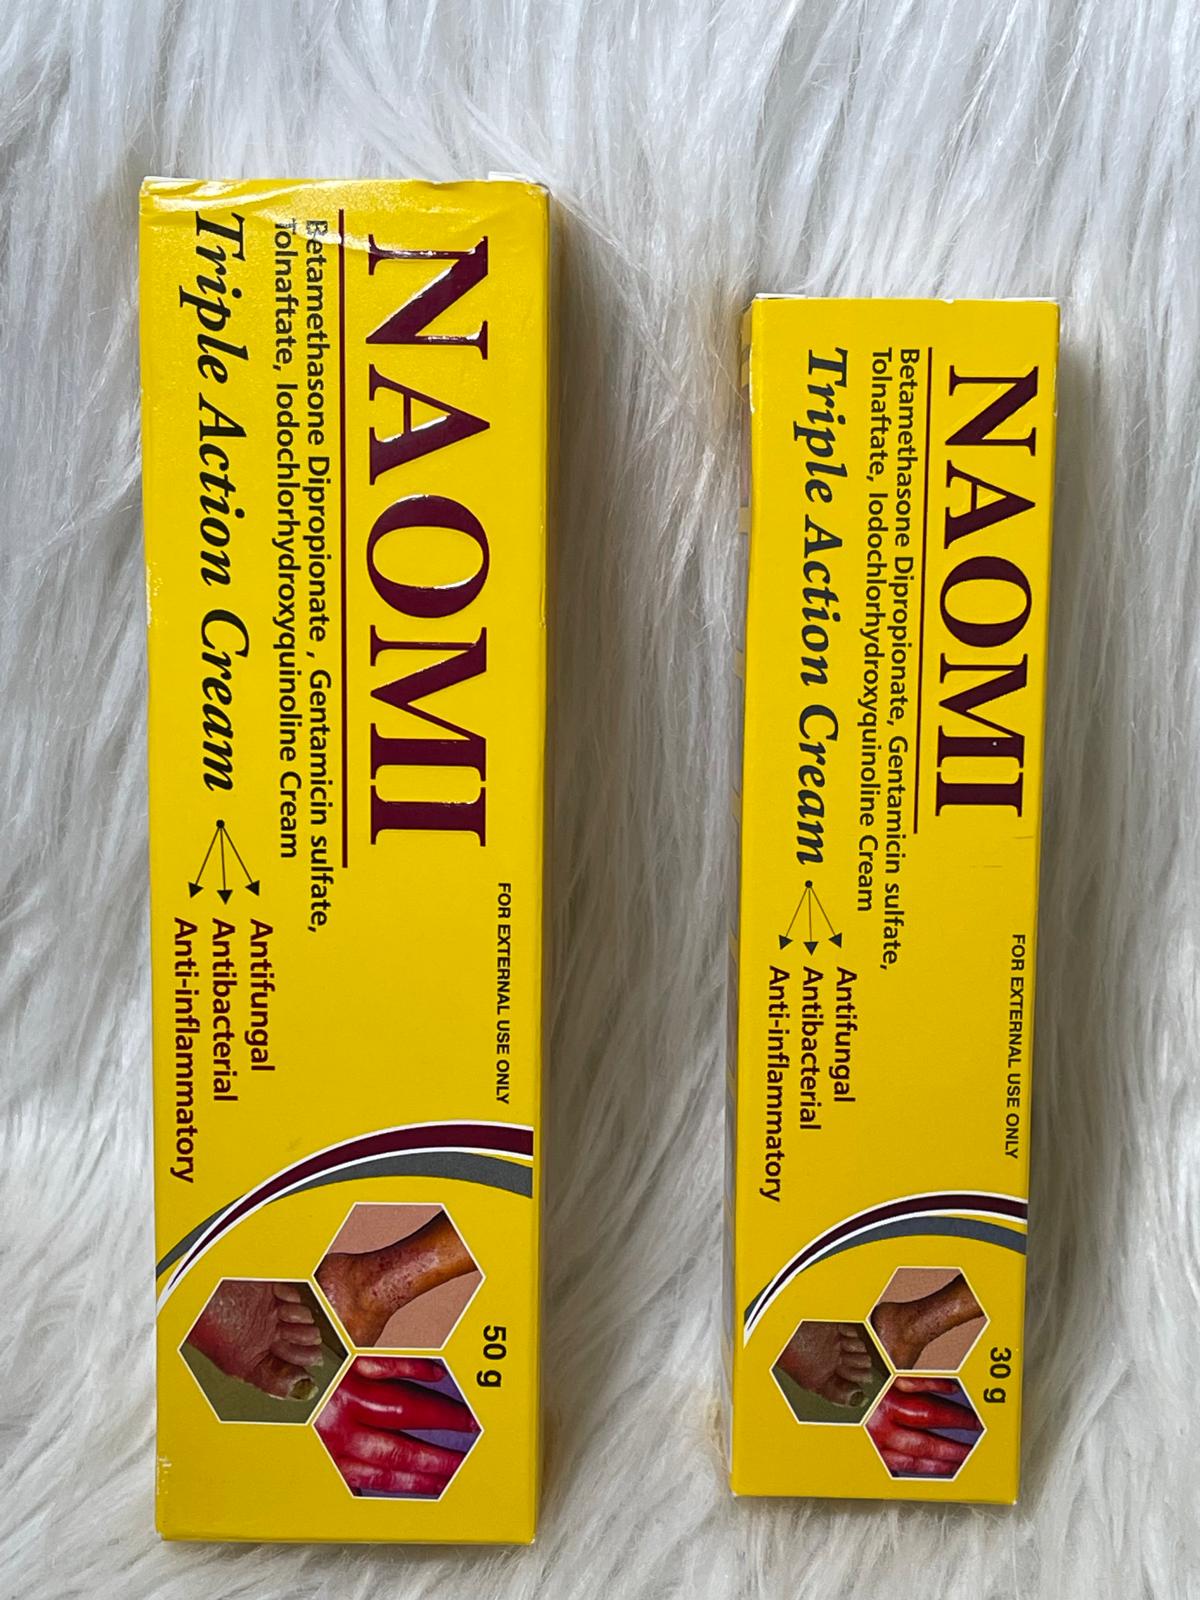 NAOMI
Betamethasone Dipropionate , Gentamicin sulfate,
Tolnaftate, Iodochlorhydroxyquinoline Cream
Triple Action Cream
Antifungal
Antibacterial
Anti-inflammatory
FOR EXTERNAL USE ONLY
50 g
NAOMI
Betamethasone Dipropionate, Gentamicin sulfate,
Tolnaftate, Iodochlorhydroxyquinoline Cream
Triple Action Cream
Antifungal
Antibacterial
Anti-inflammatory
FOR EXTERNAL USE ONLY
30 g